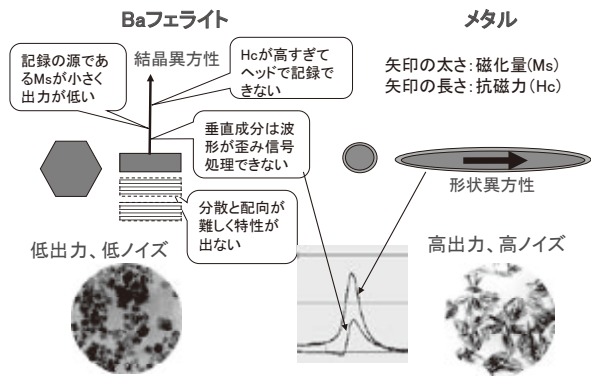 Baフェライト
メタル
記録の源であ
るMsが小さく
出力が低い
結晶異方性
Hcが高すぎて
ヘッドで記録で
きない
矢印の太さ：磁化量（Ms）
矢印の長さ：抗磁力（Hc）
垂直成分は波
形が歪み信号
処理できない
形状異方性
分散と配向が
難しく特性が
出ない
低出力、低ノイズ
高出力、高ノイズ